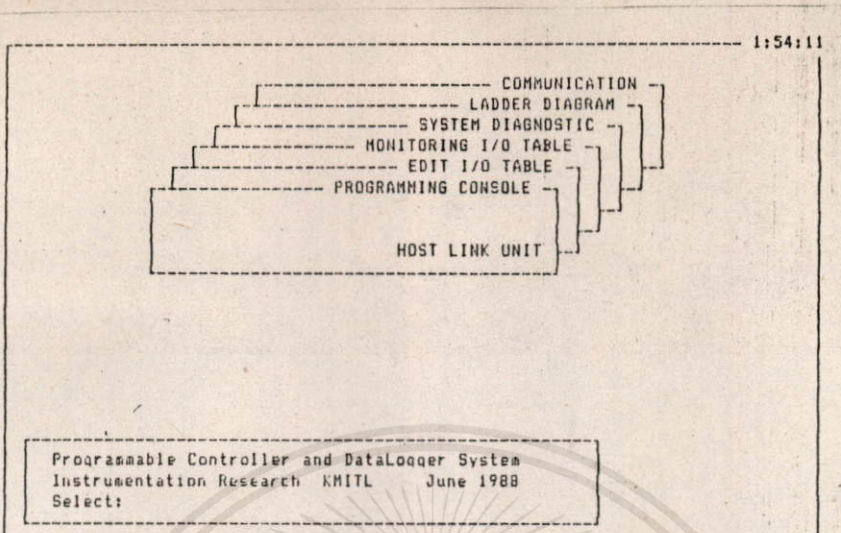 1:54:11
COMMUNICATION
LADDER DIAGRAM
SYSTEM DIAGNOSTIC
MONITORING I/O TABLE
EDIT I/O TABLE
PROGRAMMING CONSOLE
HOST LINK UNIT
Programmable Controller and DataLogger System
Instrumentation Research KMITL June 1988
Select: